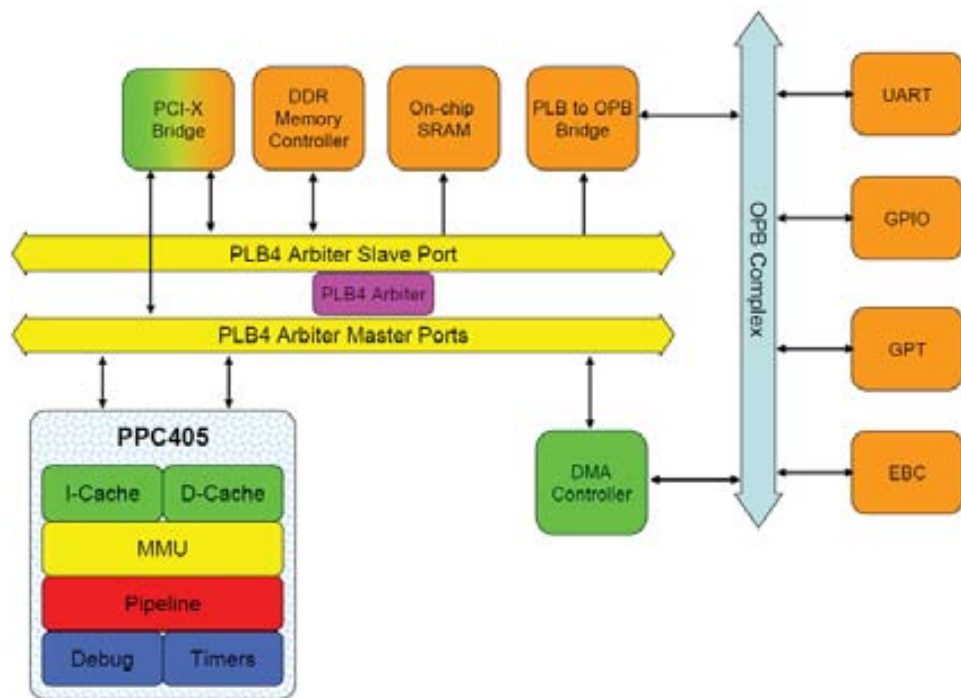 PCI-X
Bridge
DDR
Memory
Controller
On-chip
SRAM
PLB to OPB
Bridge
UART
GPIO
PLB4 Arbiter Slave Port
PLB4 Arbiter
PLB4 Arbiter Master Ports
OPB Complex
GPT
PPC405
I-Cache
D-Cache
MMU
Pipeline
Debug
Timers
DMA
Controller
EBC